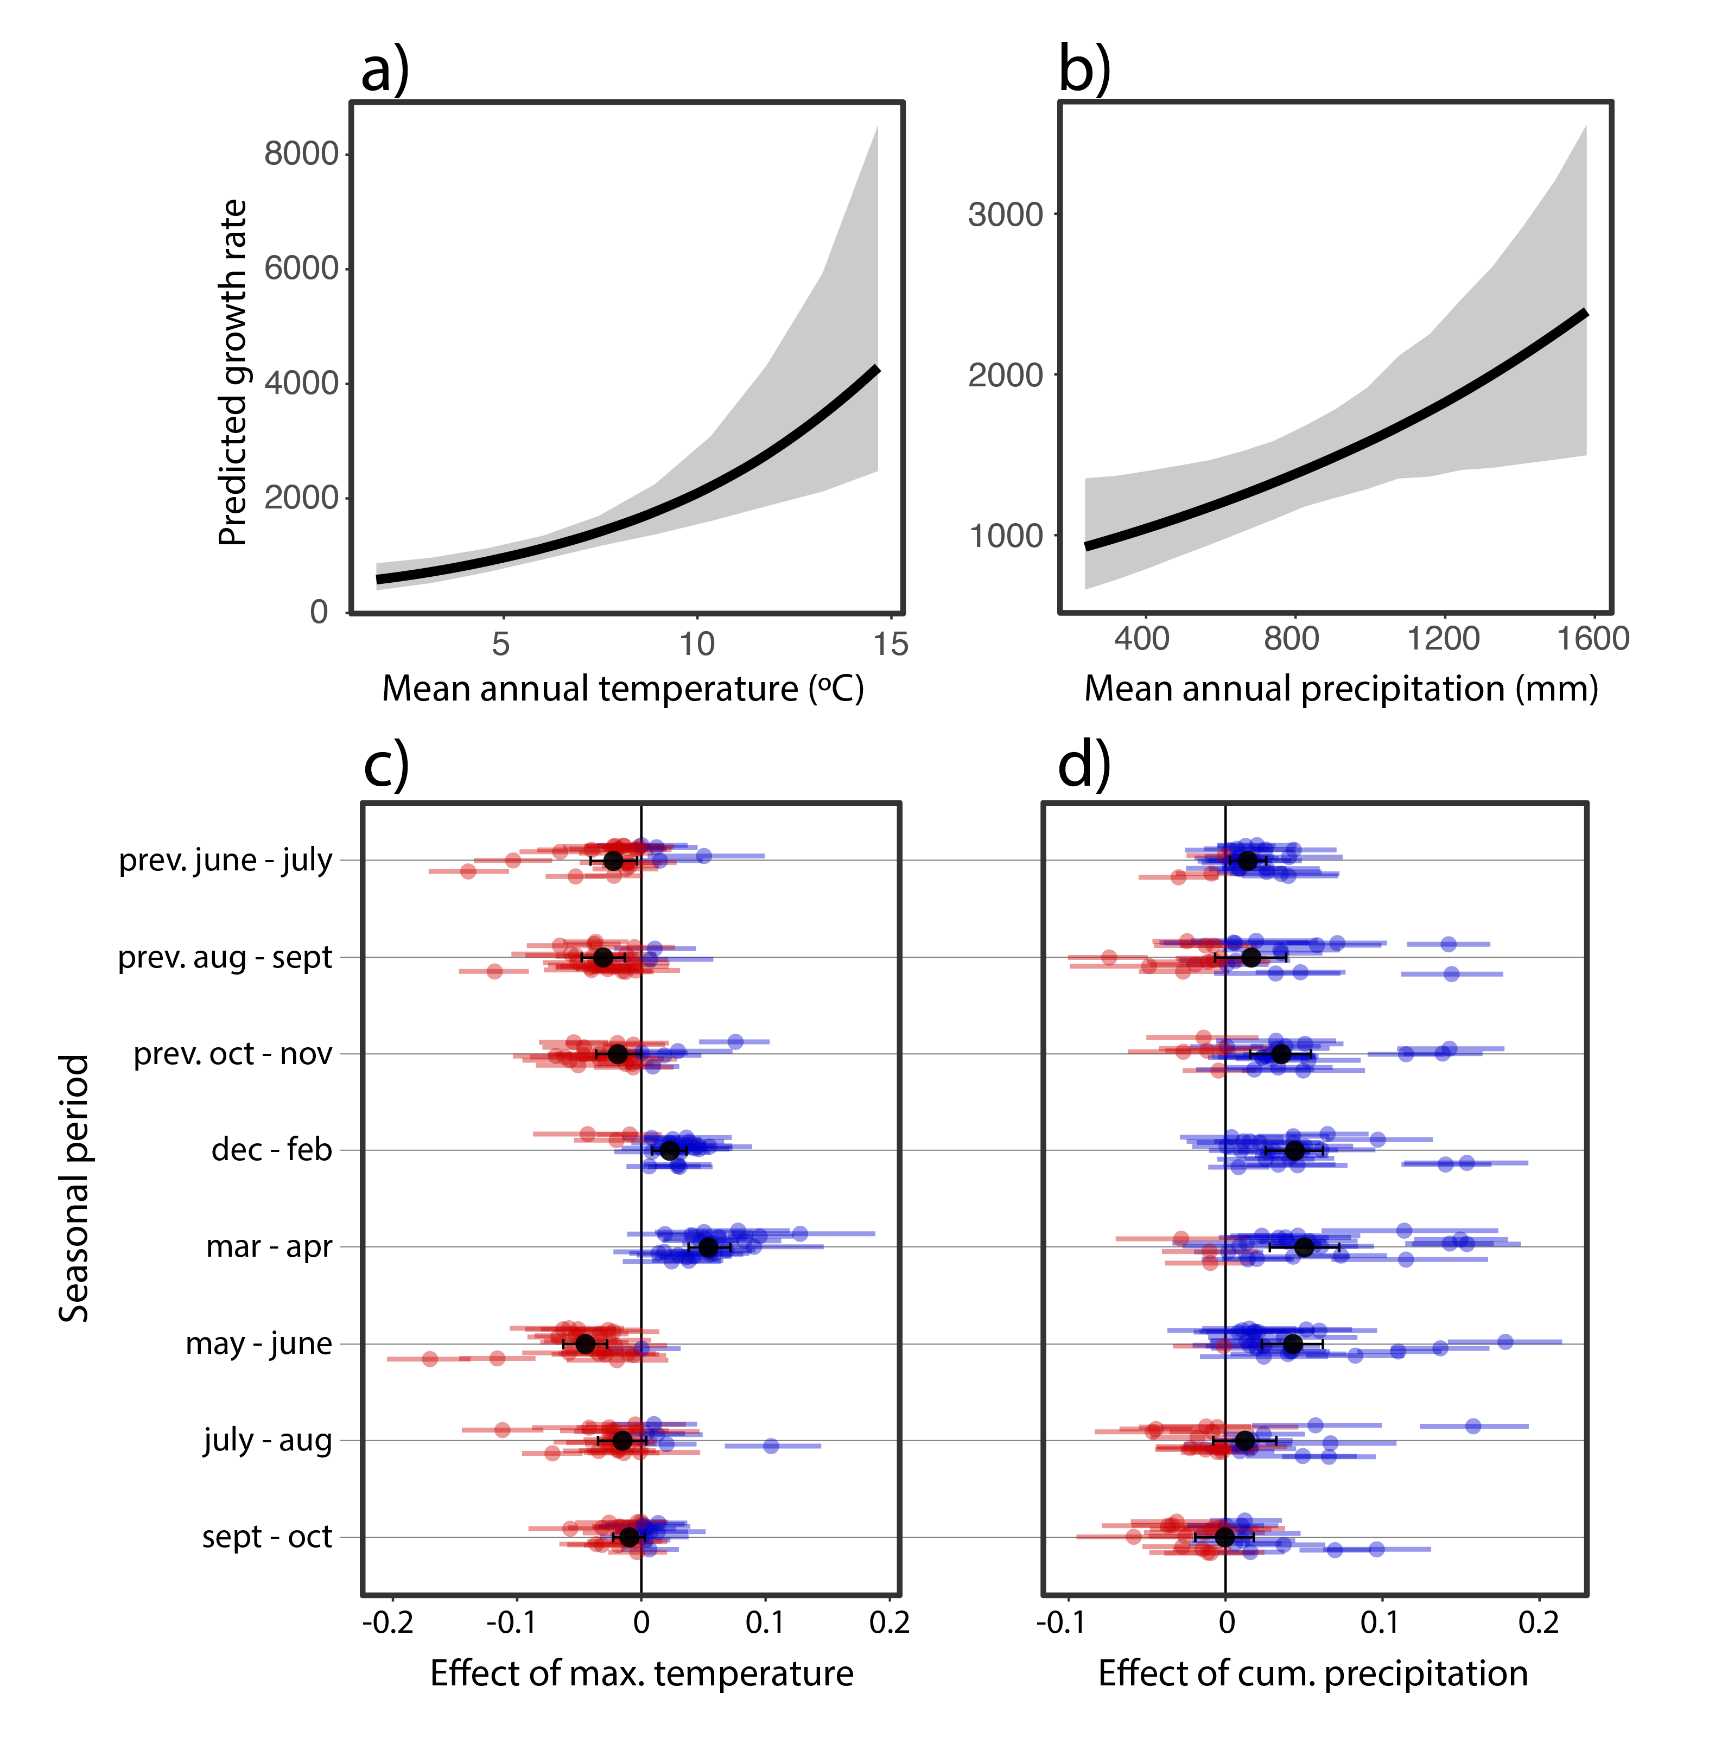 a)
b)
8000
6000
4000
2000
0
Predicted growth rate
5
10
15
Mean annual temperature (ºC)
3000
2000
1000
400
800
1200
1600
Mean annual precipitation (mm)
c)
d)
Seasonal period
prev. june - july
prev. aug - sept
prev. oct - nov
dec - feb
mar - apr
may - june
july - aug
sept - oct
-0.2
-0.1
0
0.1
0.2
Effect of max. temperature
-0.1
0
0.1
0.2
Effect of cum. precipitation